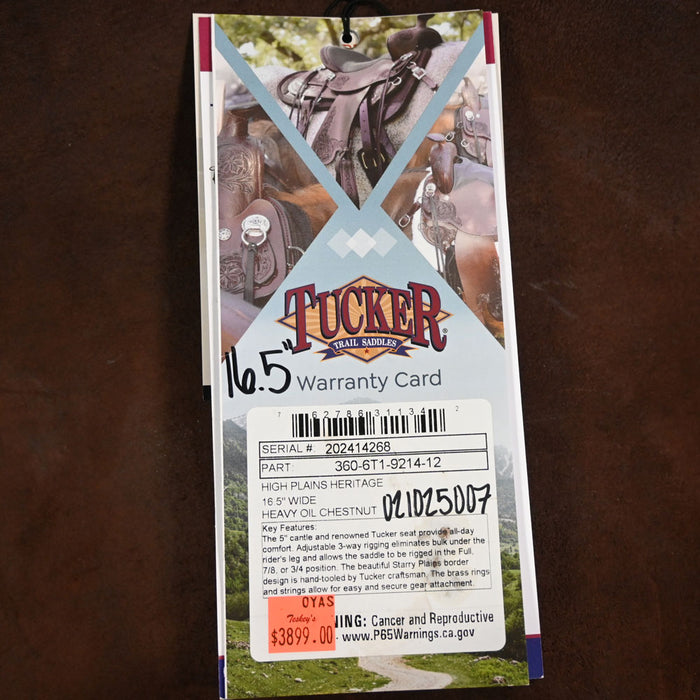 TUCKER®
TRAIL SADDLES
16.5" Warranty Card
7 62786 31134 2
SERIAL #: 202414268
PART: 360-6T1-9214-12
HIGH PLAINS HERITAGE
16.5" WIDE
HEAVY OIL CHESTNUT 021025007
Key Features:
The 5" cantle and renowned Tucker seat provide all-day
comfort. Adjustable 3-way rigging eliminates bulk under the
rider's leg and allows the saddle to be rigged in the Full,
7/8, or 3/4 position. The beautiful Starry Plains border
design is hand-tooled by Tucker craftsman. The brass rings
and strings allow for easy and secure gear attachment.
OYAS
Teskey's
$3899.00
NING: Cancer and Reproductive
- www.P65Warnings.ca.gov